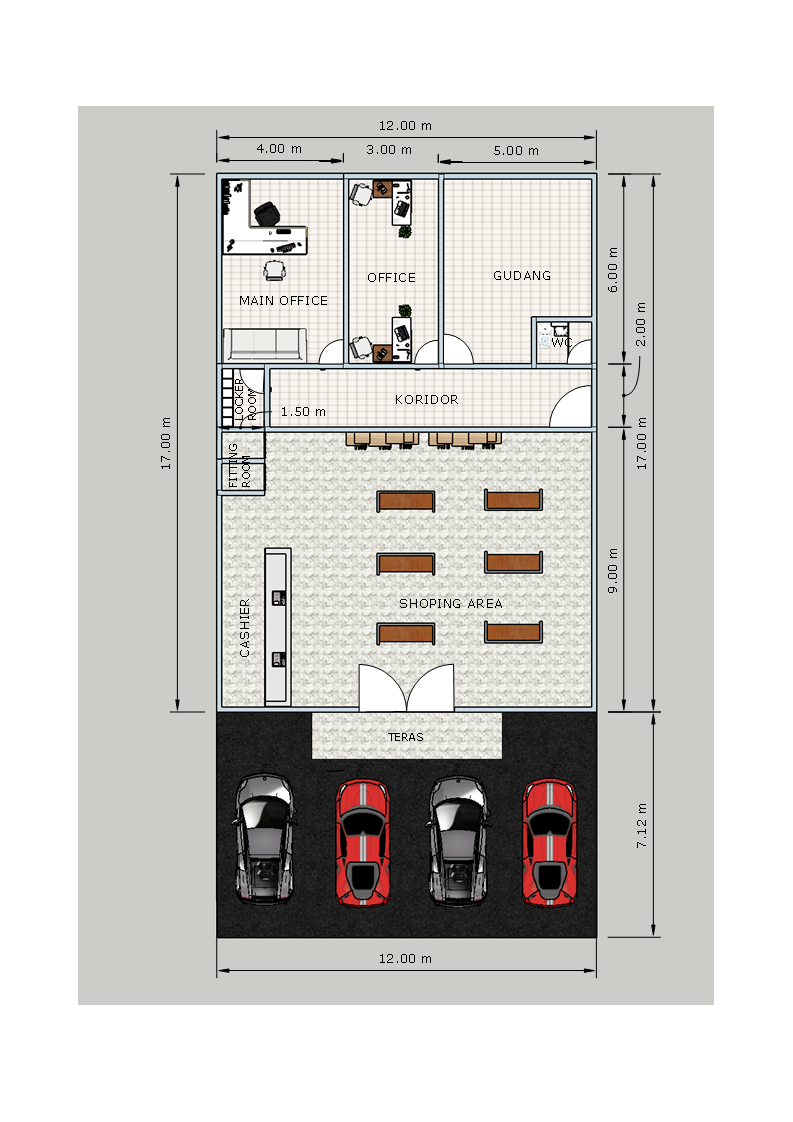 12.00 m
4.00 m
3.00 m
5.00 m
6.00 m
2.00 m
OFFICE
GUDANG
MAIN OFFICE
WC
LOCKER
ROOM
KORIDOR
1.50 m
17.00 m
17.00 m
FITTING
ROOM
9.00 m
SHOPING AREA
CASHIER
TERAS
7.12 m
12.00 m